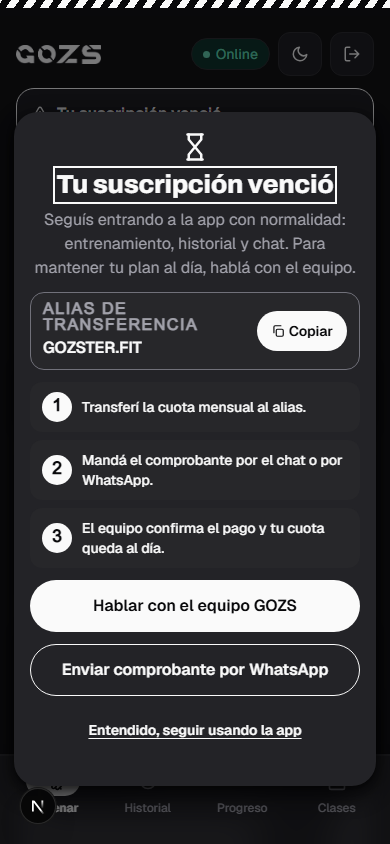 GOZS
Online
Tu suscripción venció
Tu suscripción venció
Seguís entrando a la app con normalidad:
entrenamiento, historial y chat. Para
mantener tu plan al día, hablá con el equipo.
ALIAS DE
TRANSFERENCIA
GOZSTER.FIT
Copiar
1
Transferí la cuota mensual al alias.
2
Mandá el comprobante por el chat o por
WhatsApp.
3
El equipo confirma el pago y tu cuota
queda al día.
Hablar con el equipo GOZS
Enviar comprobante por WhatsApp
Entendido, seguir usando la app
N
enar
Historial
Progreso
Clases